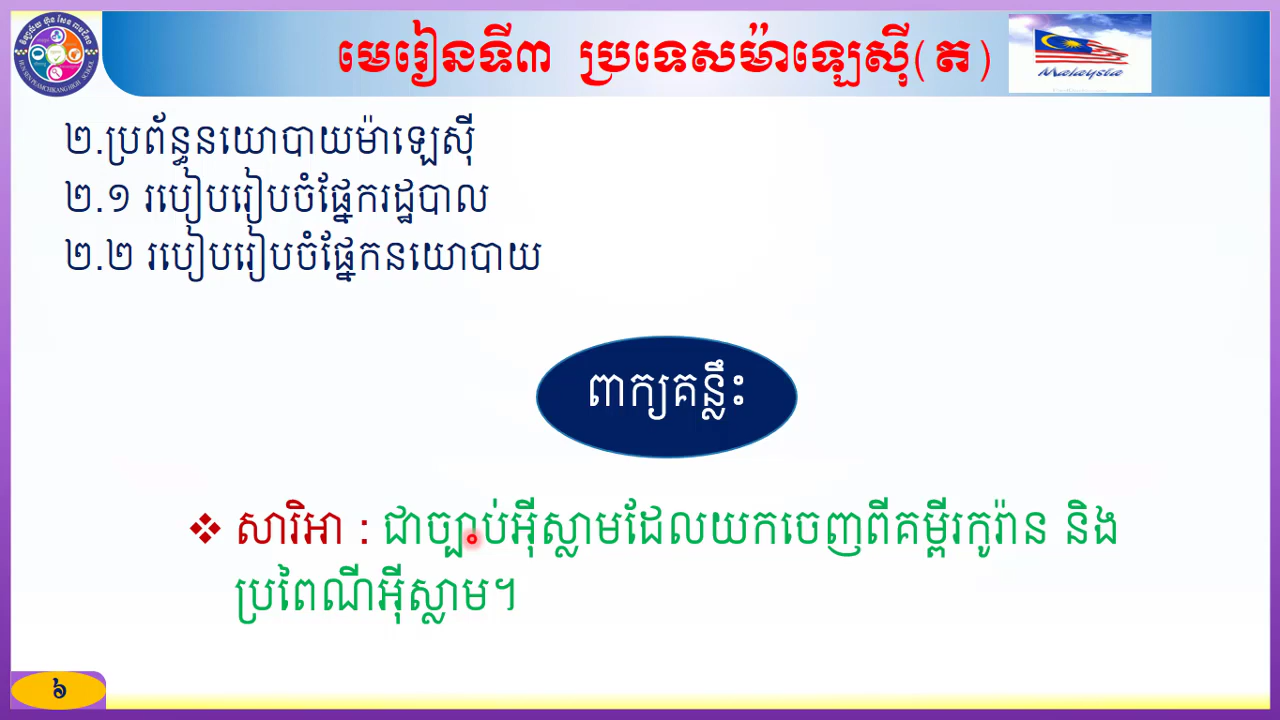 មេរៀនទី៣ ប្រទេសម៉ាឡេស៊ី(ត)
Malaysia
២.ប្រព័ន្ធនយោបាយម៉ាឡេស៊ី
២.១ របៀបរៀបចំផ្នែករដ្ឋបាល
២.២ របៀបរៀបចំផ្នែកនយោបាយ
ពាក្យគន្លឹះ
❖ សារិអា : ជាច្បាប់អ៊ីស្លាមដែលយកចេញពីគម្ពីរកូរ៉ាន និង
ប្រពៃណីអ៊ីស្លាម។
៦